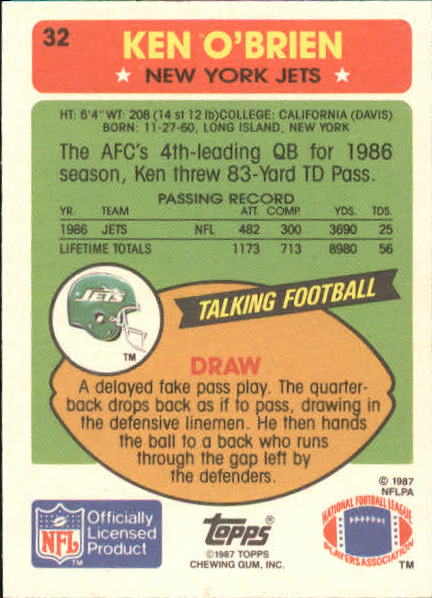 32
KEN O'BRIEN
★ NEW YORK JETS ★
HT: 6'4" WT: 208 (14 st 12 lb)COLLEGE: CALIFORNIA (DAVIS)
BORN: 11-27-60, LONG ISLAND, NEW YORK
The AFC's 4th-leading QB for 1986
season, Ken threw 83-Yard TD Pass.
PASSING RECORD
YR. TEAM ATT. COMP. YDS. TDS.
1986 JETS NFL 482 300 3690 25
LIFETIME TOTALS 1173 713 8980 56
JETS
TM
TALKING FOOTBALL
DRAW
A delayed fake pass play. The quarter-
back drops back as if to pass, drawing in
the defensive linemen. He then hands
the ball to a back who runs
through the gap left by
the defenders.
© 1987
NFLPA
NFL
TM
Officially
Licensed
Product
TOPPS®
©1987 TOPPS
CHEWING GUM, INC.
NATIONAL FOOTBALL LEAGUE
PLAYERS ASSOCIATION
TM